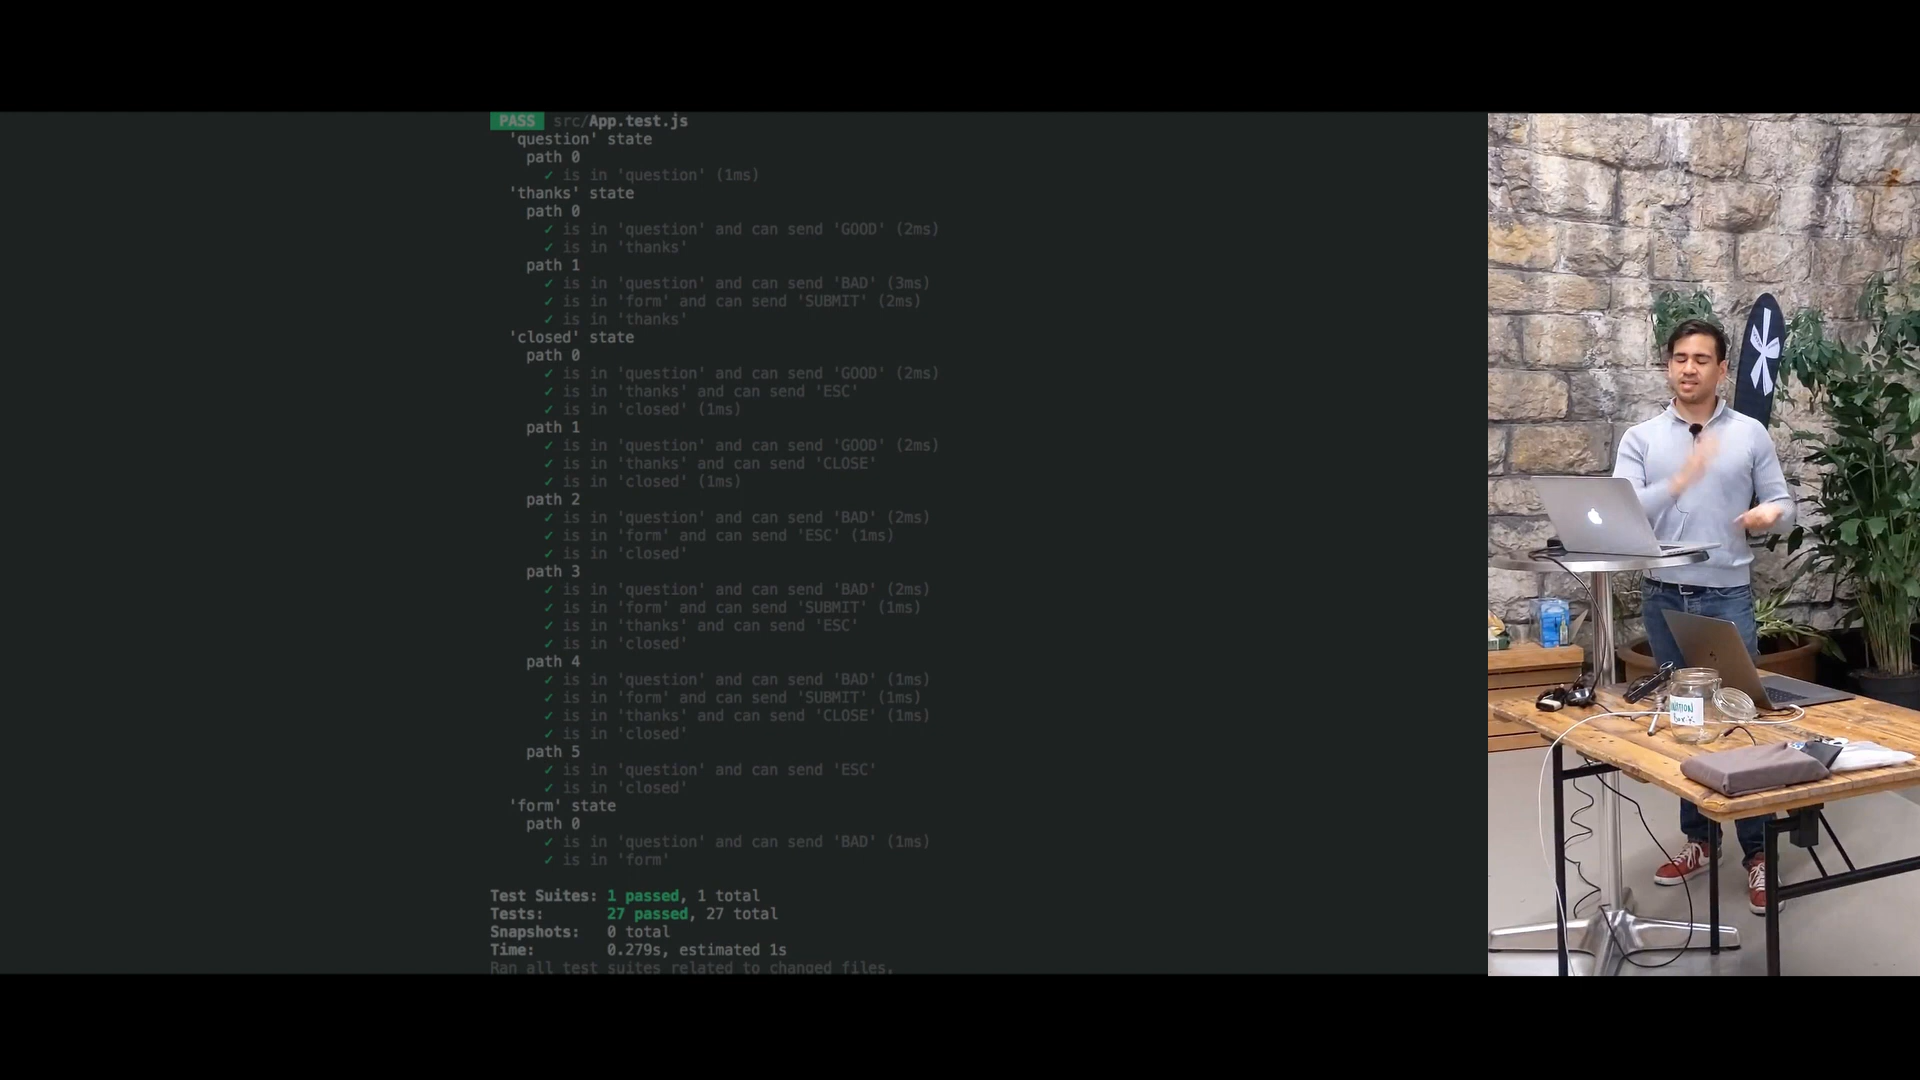 PASS src/App.test.js
'question' state
path 0
✓ is in 'question' (1ms)
'thanks' state
path 0
✓ is in 'question' and can send 'GOOD' (2ms)
✓ is in 'thanks'
path 1
✓ is in 'question' and can send 'BAD' (3ms)
✓ is in 'form' and can send 'SUBMIT' (2ms)
✓ is in 'thanks'
'closed' state
path 0
✓ is in 'question' and can send 'GOOD' (2ms)
✓ is in 'thanks' and can send 'ESC'
✓ is in 'closed' (1ms)
path 1
✓ is in 'question' and can send 'GOOD' (2ms)
✓ is in 'thanks' and can send 'CLOSE'
✓ is in 'closed' (1ms)
path 2
✓ is in 'question' and can send 'BAD' (2ms)
✓ is in 'form' and can send 'ESC' (1ms)
✓ is in 'closed'
path 3
✓ is in 'question' and can send 'BAD' (2ms)
✓ is in 'form' and can send 'SUBMIT' (1ms)
✓ is in 'thanks' and can send 'ESC'
✓ is in 'closed'
path 4
✓ is in 'question' and can send 'BAD' (1ms)
✓ is in 'form' and can send 'SUBMIT' (1ms)
✓ is in 'thanks' and can send 'CLOSE' (1ms)
✓ is in 'closed'
path 5
✓ is in 'question' and can send 'ESC'
✓ is in 'closed'
'form' state
path 0
✓ is in 'question' and can send 'BAD' (1ms)
✓ is in 'form'
Test Suites: 1 passed, 1 total
Tests: 27 passed, 27 total
Snapshots: 0 total
Time: 0.279s, estimated 1s
Ran all test suites related to changed files.